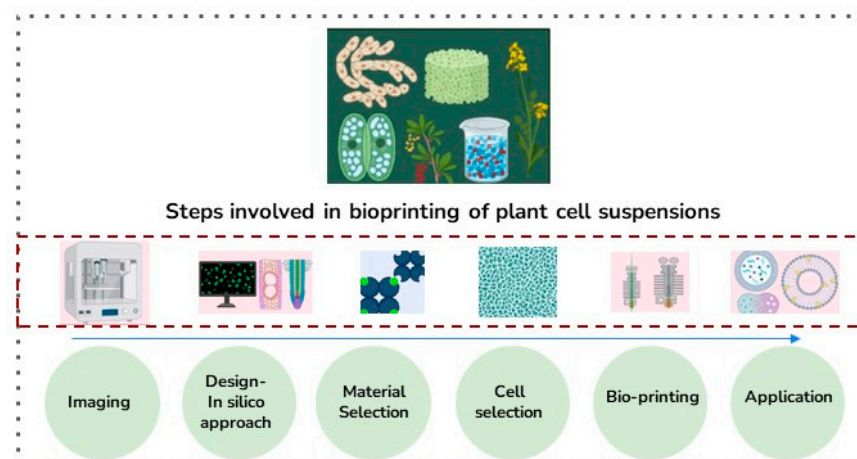 Steps involved in bioprinting of plant cell suspensions
Imaging
Design-
In silico
approach
Material
Selection
Cell
selection
Bio-printing
Application